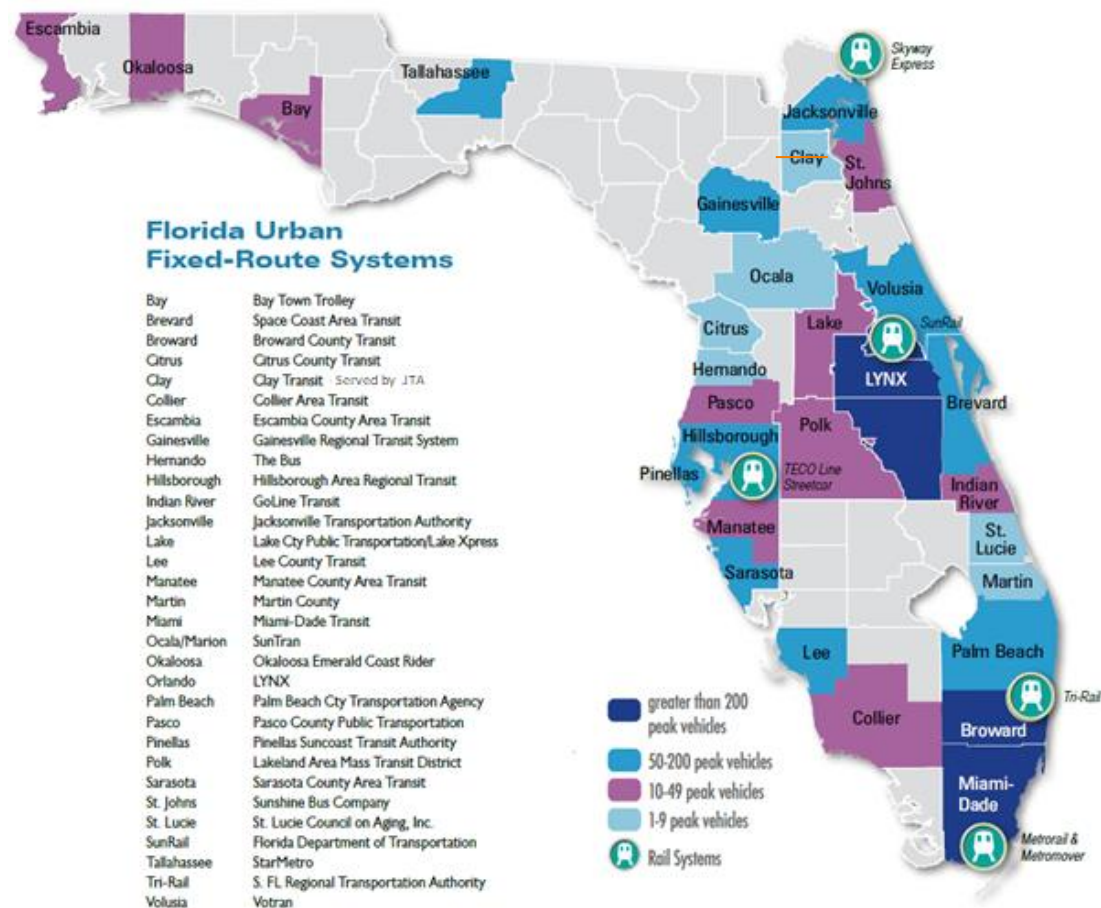 Escambia
Okaloosa
Bay
Tallahassee
Skyway
Express
Jacksonville
Clay
St.
Johns
Gainesville
Ocala
Volusia
Citrus
Lake
SunRail
Hernando
LYNX
Pasco
Brevard
Polk
Hillsborough
Pinellas
TECO Line
Streetcar
Indian
River
Manatee
St.
Lucie
Sarasota
Martin
Lee
Palm Beach
Collier
Tri-Rail
Broward
Miami-
Dade
Metrorail &
Metromover
Florida Urban
Fixed-Route Systems
Bay Bay Town Trolley
Brevard Space Coast Area Transit
Broward Broward County Transit
Citrus Citrus County Transit
Clay Clay Transit Served by JTA
Collier Collier Area Transit
Escambia Escambia County Area Transit
Gainesville Gainesville Regional Transit System
Hernando The Bus
Hillsborough Hillsborough Area Regional Transit
Indian River GoLine Transit
Jacksonville Jacksonville Transportation Authority
Lake Lake Cty Public Transportation/Lake Xpress
Lee Lee County Transit
Manatee Manatee County Area Transit
Martin Martin County
Miami Miami-Dade Transit
Ocala/Marion SunTran
Okaloosa Okaloosa Emerald Coast Rider
Orlando LYNX
Palm Beach Palm Beach Cty Transportation Agency
Pasco Pasco County Public Transportation
Pinellas Pinellas Suncoast Transit Authority
Polk Lakeland Area Mass Transit District
Sarasota Sarasota County Area Transit
St. Johns Sunshine Bus Company
St. Lucie St. Lucie Council on Aging, Inc.
SunRail Florida Department of Transportation
Tallahassee StarMetro
Tri-Rail S. FL Regional Transportation Authority
Volusia Votran
greater than 200
peak vehicles
50-200 peak vehicles
10-49 peak vehicles
1-9 peak vehicles
Rail Systems